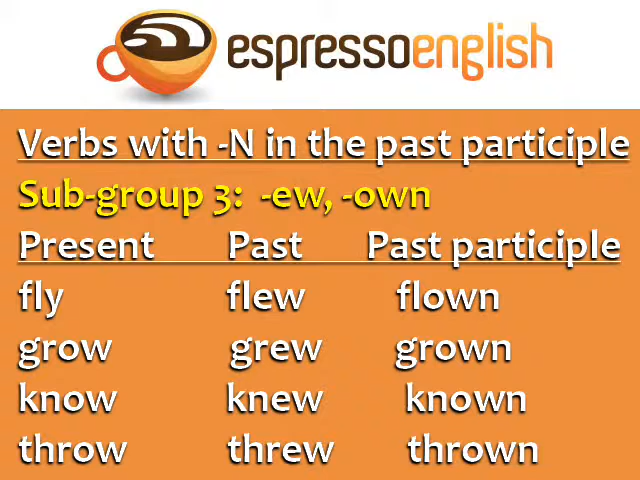 espressoenglish
Verbs with -N in the past participle
Sub-group 3: -ew, -own
Present Past Past participle
fly flew flown
grow grew grown
know knew known
throw threw thrown